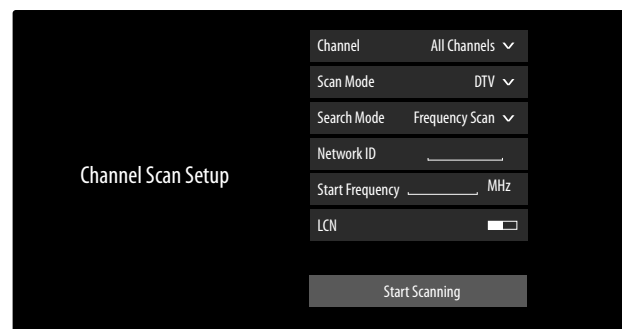 Channel Scan Setup
Channel All Channels
Scan Mode DTV
Search Mode Frequency Scan
Network ID
Start Frequency MHz
LCN
Start Scanning